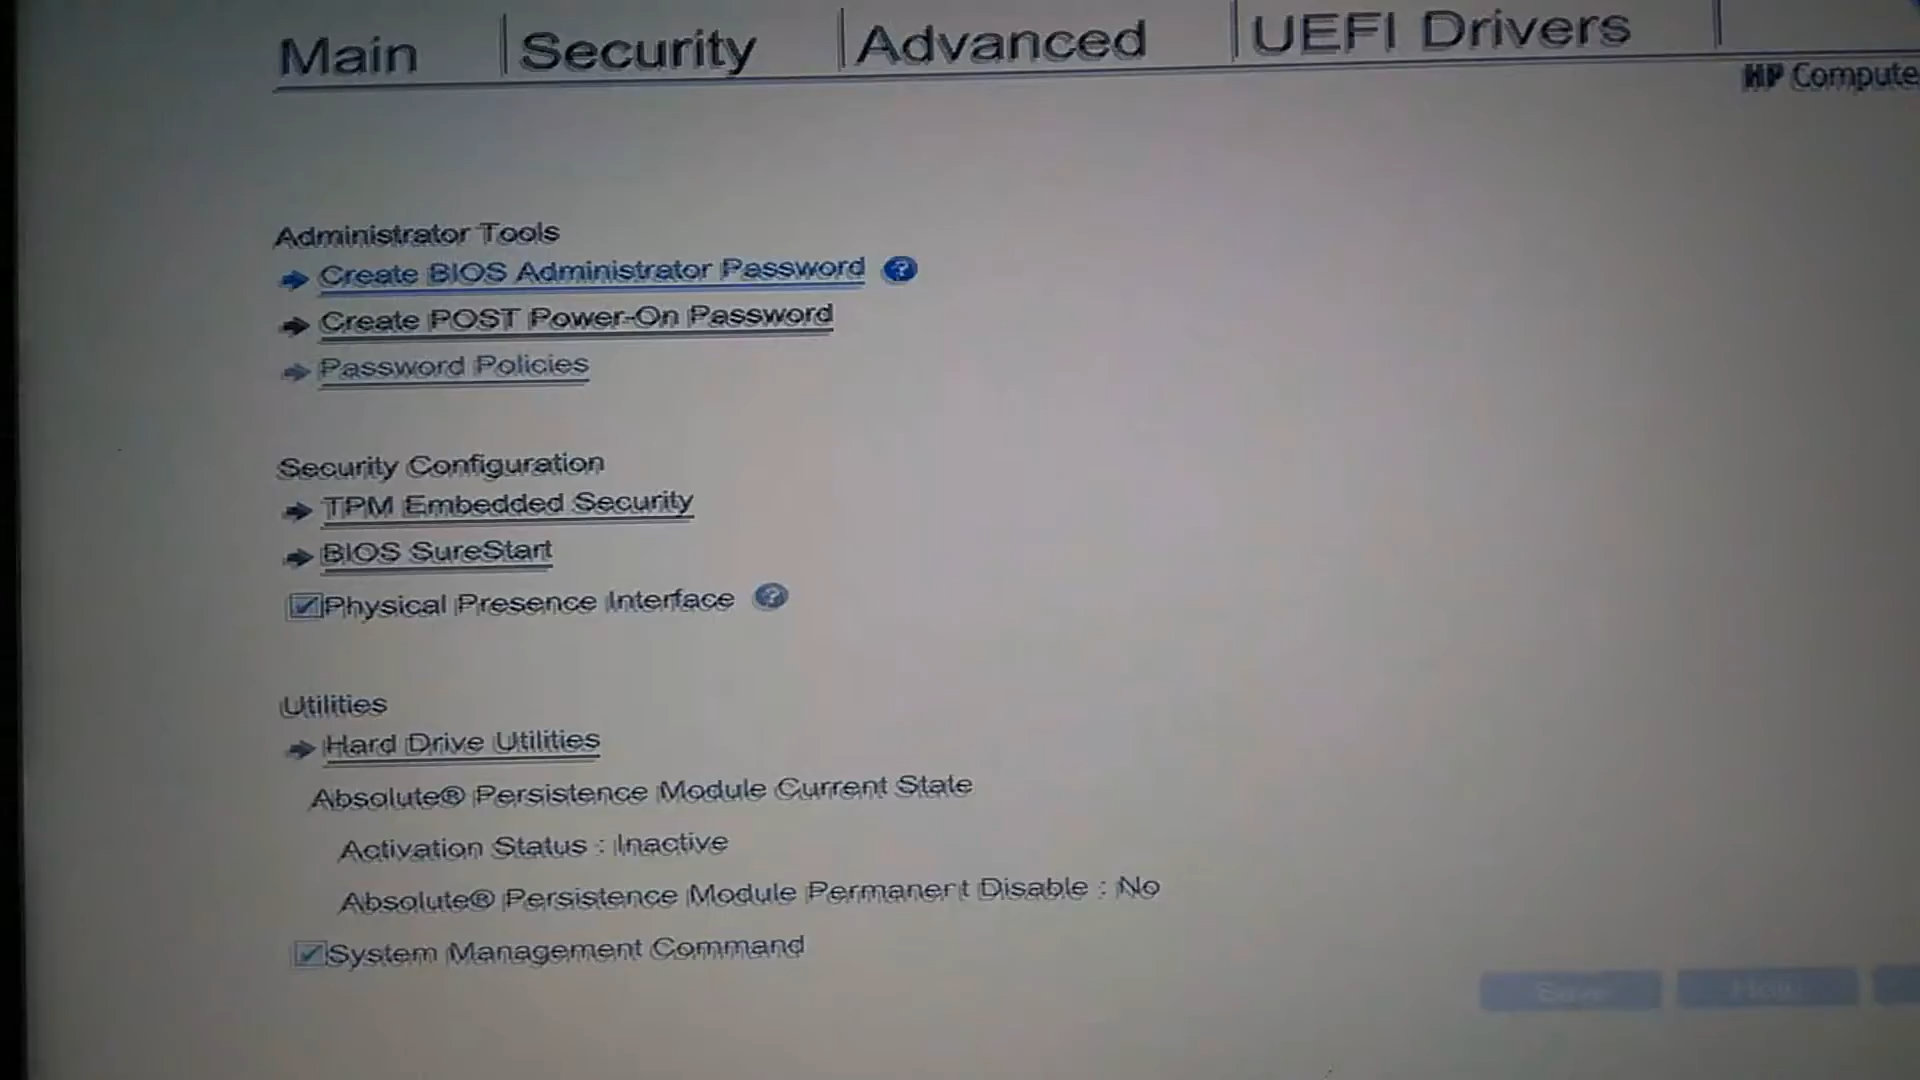 Main Security Advanced UEFI Drivers
HP Compute
Administrator Tools
Create BIOS Administrator Password
Create POST Power-On Password
Password Policies
Security Configuration
TPM Embedded Security
BIOS SureStart
Physical Presence Interface
Utilities
Hard Drive Utilities
Absolute® Persistence Module Current State
Activation Status : Inactive
Absolute® Persistence Module Permanent Disable : No
System Management Command
Save Help